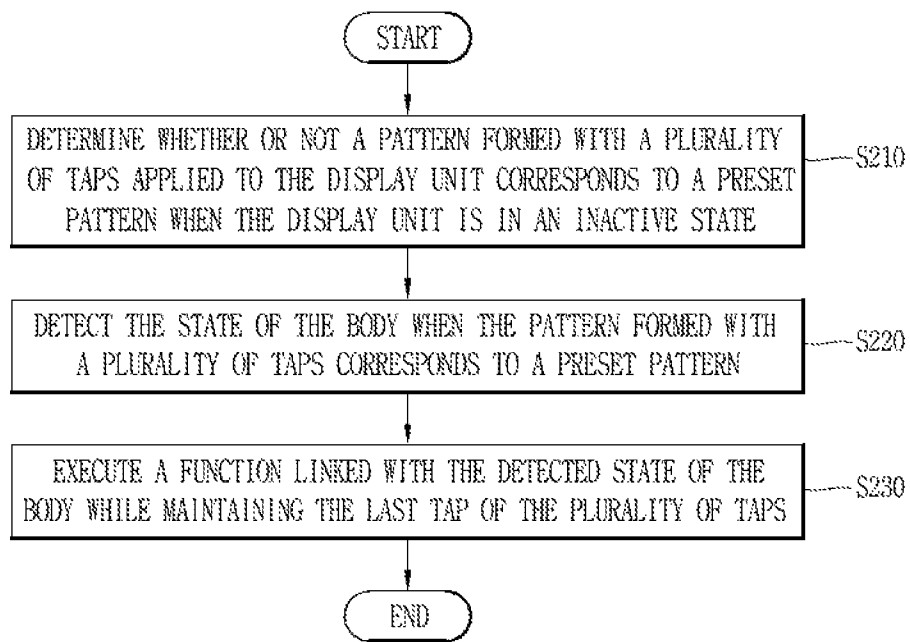 START
DETERMINE WHETHER OR NOT A PATTERN FORMED WITH A PLURALITY
OF TAPS APPLIED TO THE DISPLAY UNIT CORRESPONDS TO A PRESET
PATTERN WHEN THE DISPLAY UNIT IS IN AN INACTIVE STATE
S210
DETECT THE STATE OF THE BODY WHEN THE PATTERN FORMED WITH
A PLURALITY OF TAPS CORRESPONDS TO A PRESET PATTERN
S220
EXECUTE A FUNCTION LINKED WITH THE DETECTED STATE OF THE
BODY WHILE MAINTAINING THE LAST TAP OF THE PLURALITY OF TAPS
S230
END